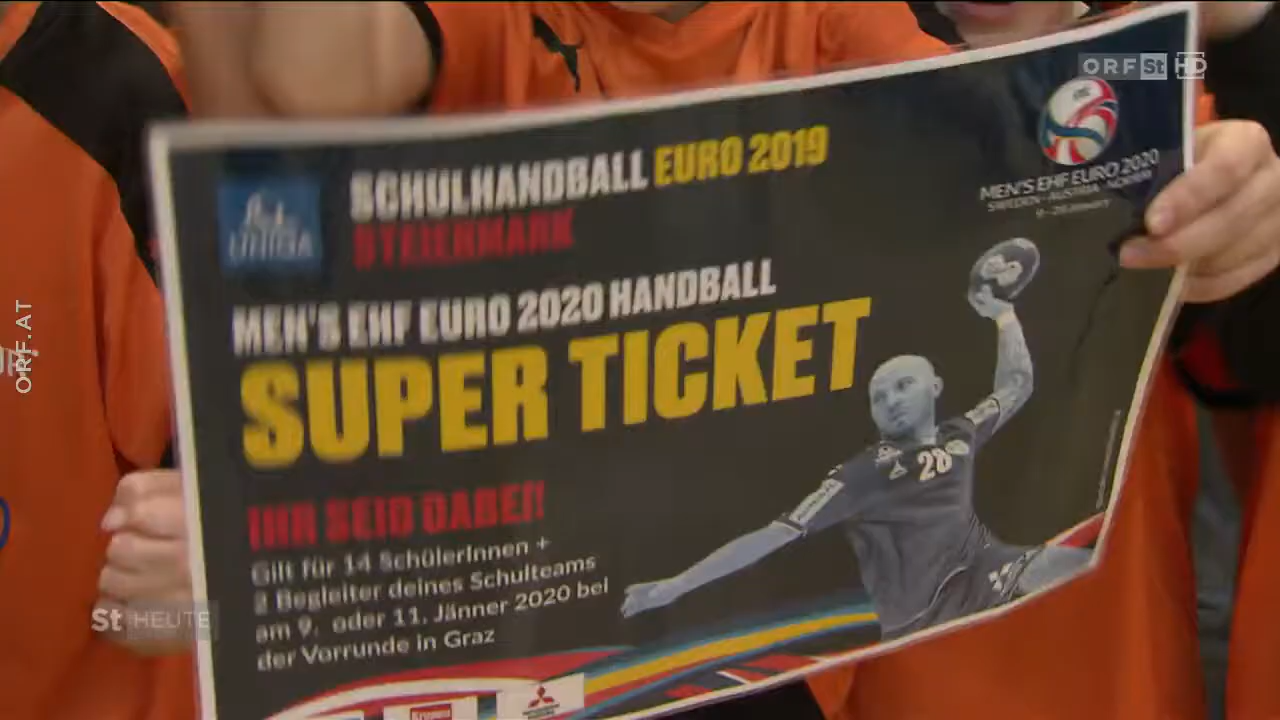 ORF St HD
SCHULHANDBALL EURO 2019
STEIERMARK
UNIQA
MEN'S EHF EURO 2020
SWEDEN - AUSTRIA - NORWAY
MEN'S EHF EURO 2020 HANDBALL
SUPER TICKET
28
IHR SEID DABEI!
Gilt für 14 SchülerInnen +
2 Begleiter deines Schulteams
am 9. oder 11. Jänner 2020 bei
der Vorrunde in Graz
ORF.AT
St HEUTE